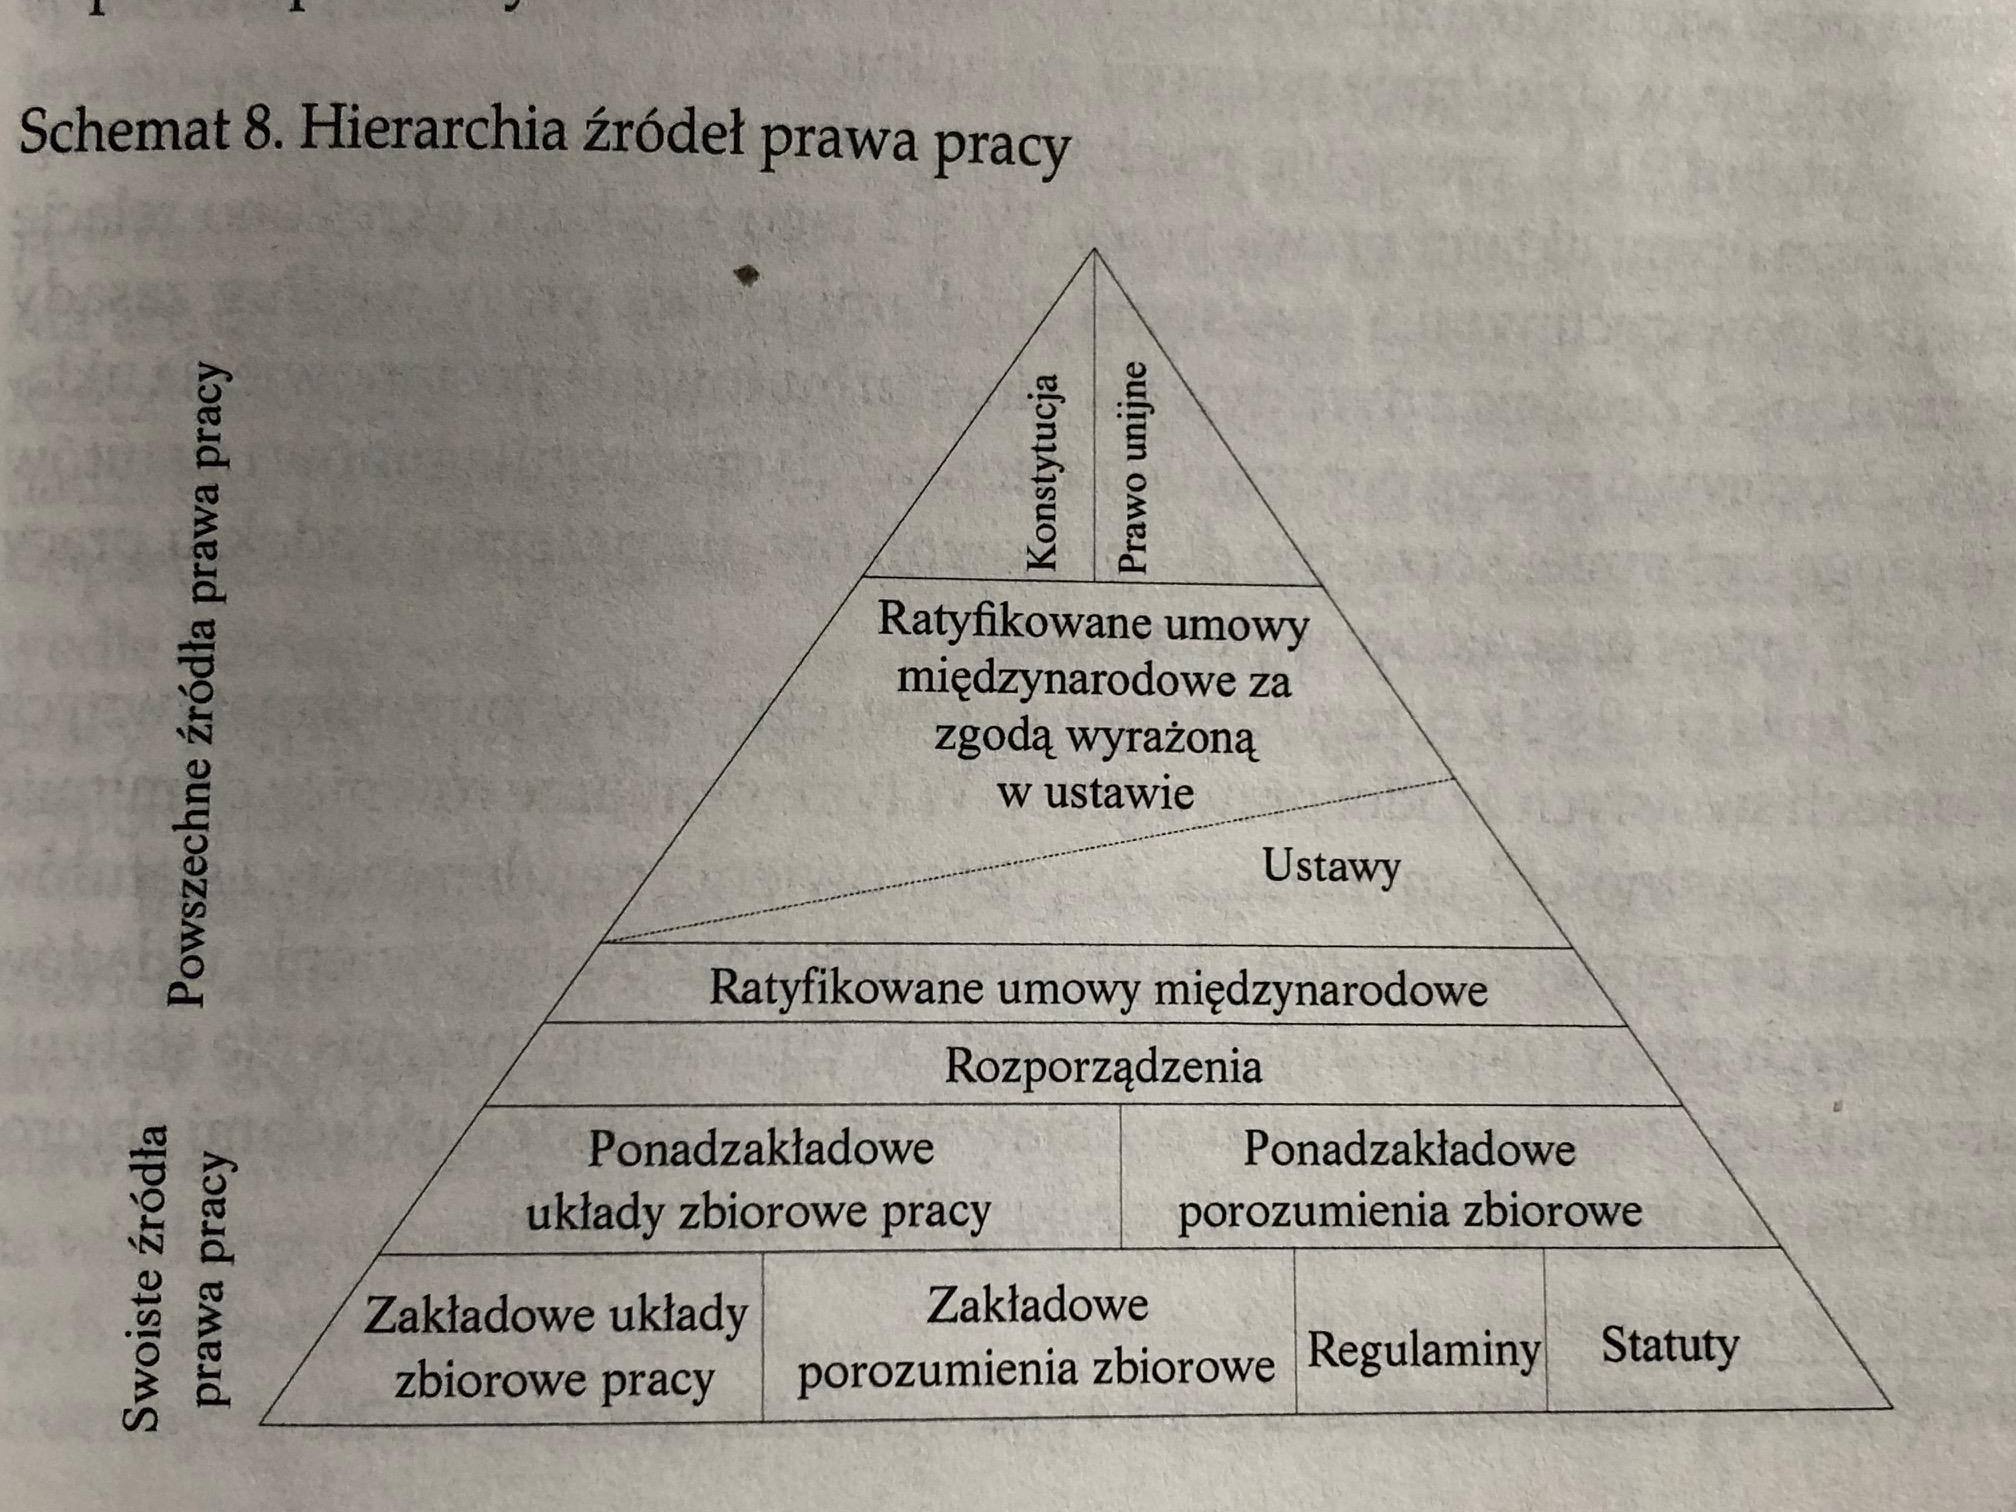 Schemat 8. Hierarchia źródeł prawa pracy
Powszechne źródła prawa pracy
Konstytucja
Prawo unijne
Ratyfikowane umowy
międzynarodowe za
zgodą wyrażoną
w ustawie
Ustawy
Ratyfikowane umowy międzynarodowe
Rozporządzenia
Swoiste źródła
prawa pracy
Ponadzakładowe
układy zbiorowe pracy
Ponadzakładowe
porozumienia zbiorowe
Zakładowe układy
zbiorowe pracy
Zakładowe
porozumienia zbiorowe
Regulaminy
Statuty